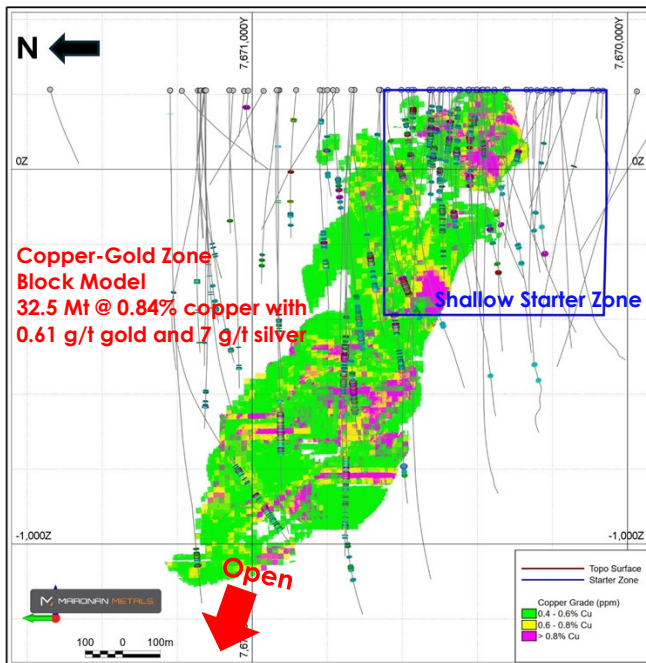 N
7,671,000Y
7,670,000Y
0Z
0Z
Copper-Gold Zone
Block Model
32.5 Mt @ 0.84% copper with
0.61 g/t gold and 7 g/t silver
Shallow Starter Zone
-1,000Z
-1,000Z
Open
MARONAN METALS
100 0 100m
Topo Surface
Starter Zone
Copper Grade (ppm)
0.4 - 0.6% Cu
0.6 - 0.8% Cu
> 0.8% Cu